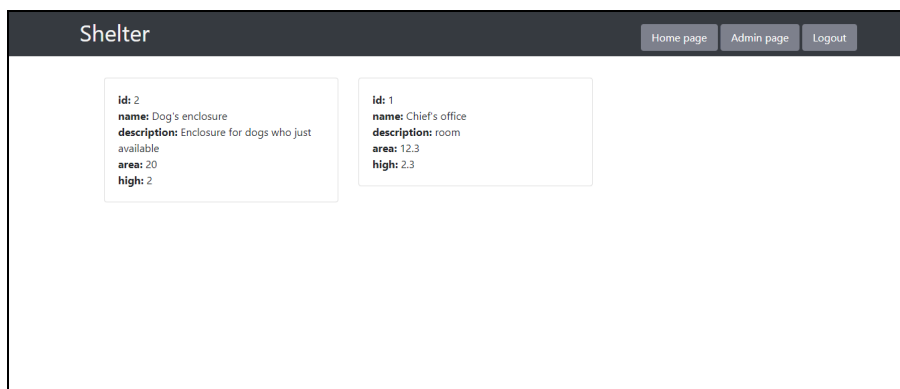 Shelter
Home page
Admin page
Logout
id: 2
name: Dog's enclosure
description: Enclosure for dogs who just
available
area: 20
high: 2
id: 1
name: Chief's office
description: room
area: 12.3
high: 2.3